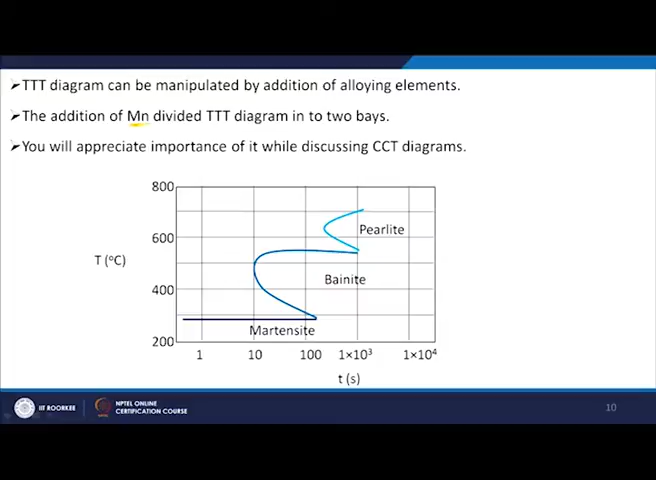 ➢TTT diagram can be manipulated by addition of alloying elements.
➢The addition of Mn divided TTT diagram in to two bays.
➢You will appreciate importance of it while discussing CCT diagrams.
800
600
400
200
T (°C)
Pearlite
Bainite
Martensite
1 10 100 1×10³ 1×10⁴
t (s)
IIT ROORKEE
NPTEL ONLINE
CERTIFICATION COURSE
10